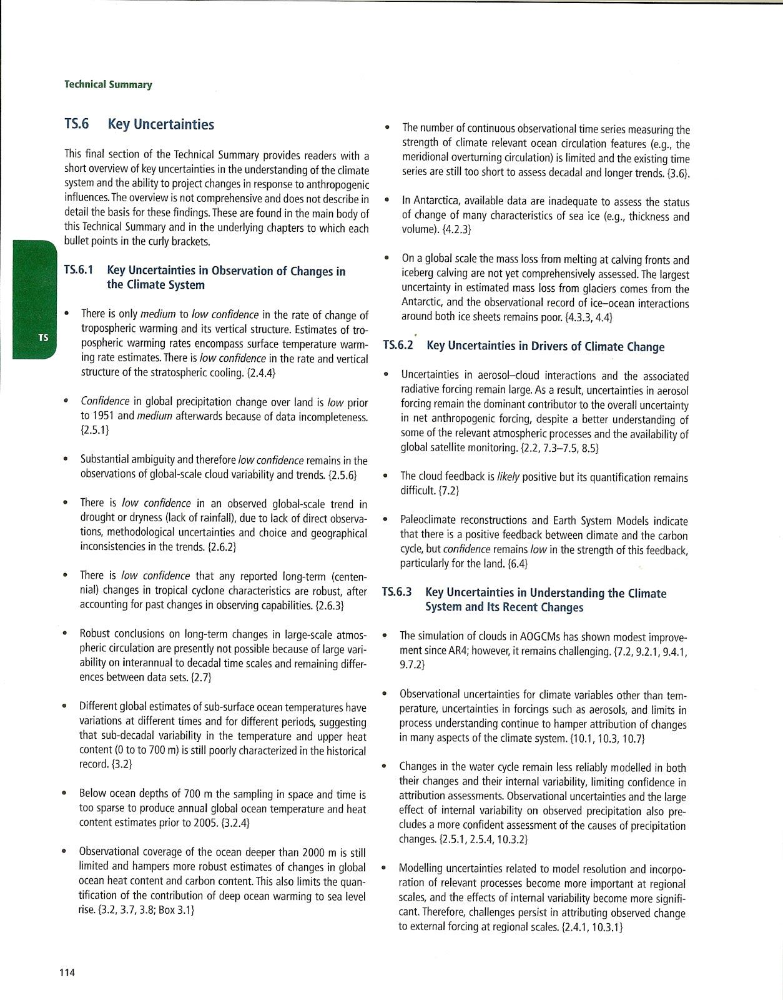 Technical Summary
TS.6 Key Uncertainties
This final section of the Technical Summary provides readers with a
short overview of key uncertainties in the understanding of the climate
system and the ability to project changes in response to anthropogenic
influences. The overview is not comprehensive and does not describe in
detail the basis for these findings. These are found in the main body of
this Technical Summary and in the underlying chapters to which each
bullet points in the curly brackets.
TS.6.1 Key Uncertainties in Observation of Changes in
the Climate System
• There is only medium to low confidence in the rate of change of
tropospheric warming and its vertical structure. Estimates of tro-
pospheric warming rates encompass surface temperature warm-
ing rate estimates. There is low confidence in the rate and vertical
structure of the stratospheric cooling. {2.4.4}
• Confidence in global precipitation change over land is low prior
to 1951 and medium afterwards because of data incompleteness.
{2.5.1}
• Substantial ambiguity and therefore low confidence remains in the
observations of global-scale cloud variability and trends. {2.5.6}
• There is low confidence in an observed global-scale trend in
drought or dryness (lack of rainfall), due to lack of direct observa-
tions, methodological uncertainties and choice and geographical
inconsistencies in the trends. {2.6.2}
• There is low confidence that any reported long-term (centen-
nial) changes in tropical cyclone characteristics are robust, after
accounting for past changes in observing capabilities. {2.6.3}
• Robust conclusions on long-term changes in large-scale atmos-
pheric circulation are presently not possible because of large vari-
ability on interannual to decadal time scales and remaining differ-
ences between data sets. {2.7}
• Different global estimates of sub-surface ocean temperatures have
variations at different times and for different periods, suggesting
that sub-decadal variability in the temperature and upper heat
content (0 to to 700 m) is still poorly characterized in the historical
record. {3.2}
• Below ocean depths of 700 m the sampling in space and time is
too sparse to produce annual global ocean temperature and heat
content estimates prior to 2005. {3.2.4}
• Observational coverage of the ocean deeper than 2000 m is still
limited and hampers more robust estimates of changes in global
ocean heat content and carbon content. This also limits the quan-
tification of the contribution of deep ocean warming to sea level
rise. {3.2, 3.7, 3.8; Box 3.1}
• The number of continuous observational time series measuring the
strength of climate relevant ocean circulation features (e.g., the
meridional overturning circulation) is limited and the existing time
series are still too short to assess decadal and longer trends. {3.6}.
• In Antarctica, available data are inadequate to assess the status
of change of many characteristics of sea ice (e.g., thickness and
volume). {4.2.3}
• On a global scale the mass loss from melting at calving fronts and
iceberg calving are not yet comprehensively assessed. The largest
uncertainty in estimated mass loss from glaciers comes from the
Antarctic, and the observational record of ice–ocean interactions
around both ice sheets remains poor. {4.3.3, 4.4}
TS.6.2 Key Uncertainties in Drivers of Climate Change
• Uncertainties in aerosol–cloud interactions and the associated
radiative forcing remain large. As a result, uncertainties in aerosol
forcing remain the dominant contributor to the overall uncertainty
in net anthropogenic forcing, despite a better understanding of
some of the relevant atmospheric processes and the availability of
global satellite monitoring. {2.2, 7.3–7.5, 8.5}
• The cloud feedback is likely positive but its quantification remains
difficult. {7.2}
• Paleoclimate reconstructions and Earth System Models indicate
that there is a positive feedback between climate and the carbon
cycle, but confidence remains low in the strength of this feedback,
particularly for the land. {6.4}
TS.6.3 Key Uncertainties in Understanding the Climate
System and Its Recent Changes
• The simulation of clouds in AOGCMs has shown modest improve-
ment since AR4; however, it remains challenging. {7.2, 9.2.1, 9.4.1,
9.7.2}
• Observational uncertainties for climate variables other than tem-
perature, uncertainties in forcings such as aerosols, and limits in
process understanding continue to hamper attribution of changes
in many aspects of the climate system. {10.1, 10.3, 10.7}
• Changes in the water cycle remain less reliably modelled in both
their changes and their internal variability, limiting confidence in
attribution assessments. Observational uncertainties and the large
effect of internal variability on observed precipitation also pre-
cludes a more confident assessment of the causes of precipitation
changes. {2.5.1, 2.5.4, 10.3.2}
• Modelling uncertainties related to model resolution and incorpo-
ration of relevant processes become more important at regional
scales, and the effects of internal variability become more signifi-
cant. Therefore, challenges persist in attributing observed change
to external forcing at regional scales. {2.4.1, 10.3.1}
TS
114